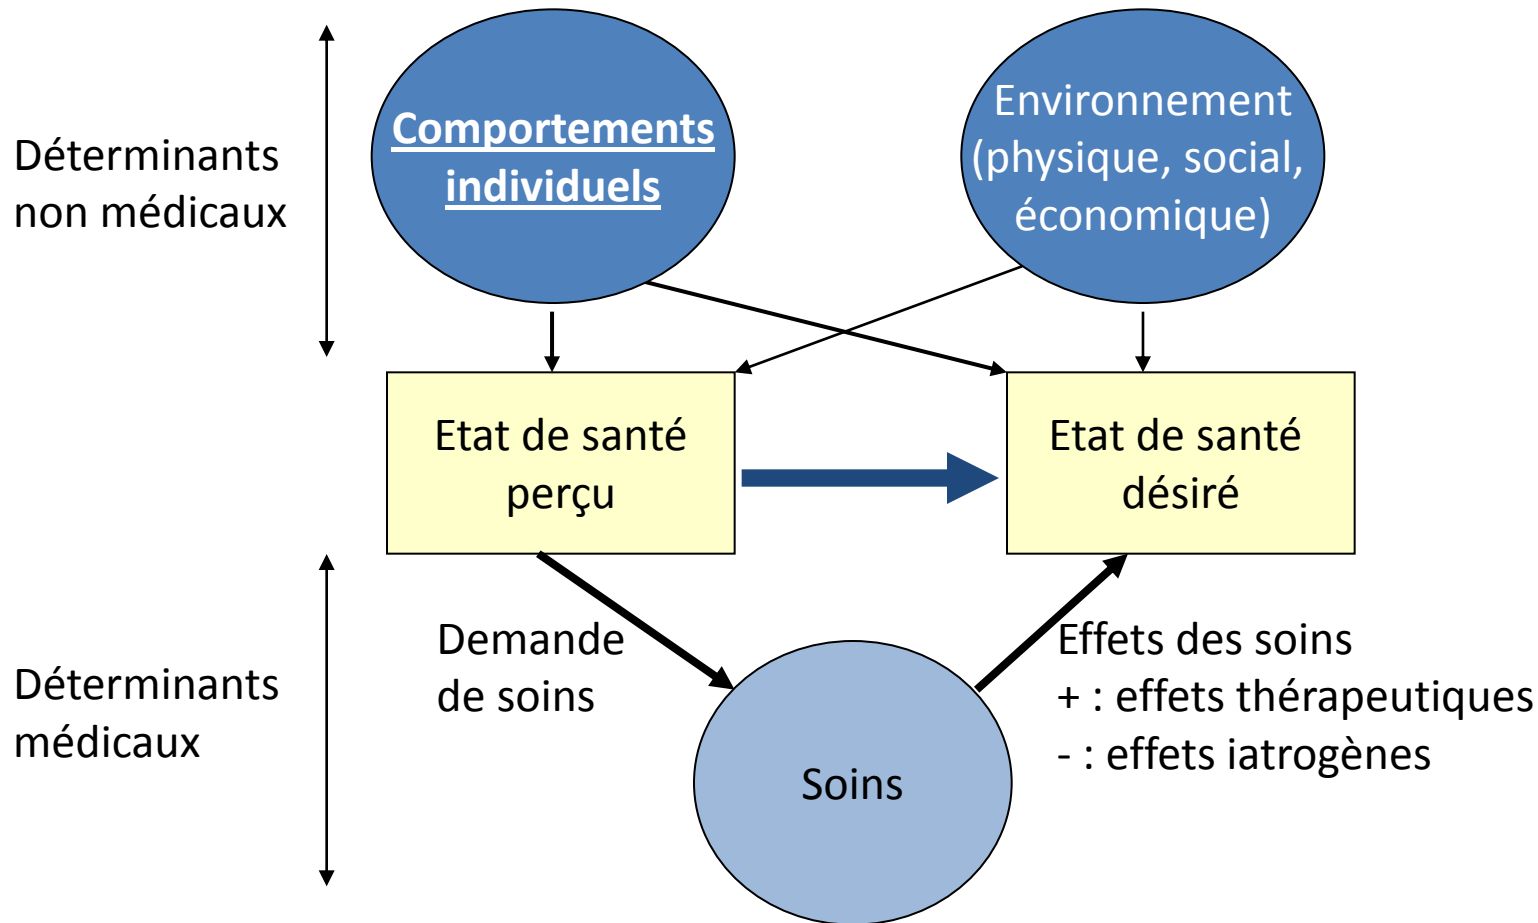 Déterminants
non médicaux
Comportements
individuels
Environnement
(physique, social,
économique)
Etat de santé
perçu
Etat de santé
désiré
Déterminants
médicaux
Demande
de soins
Soins
Effets des soins
+ : effets thérapeutiques
- : effets iatrogènes